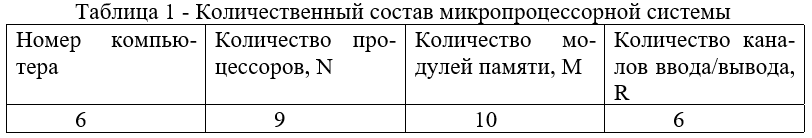 Таблица 1 - Количественный состав микропроцессорной системы
Номер компью-
тера
Количество про-
цессоров, N
Количество мо-
дулей памяти, M
Количество кана-
лов ввода/вывода,
R
6
9
10
6